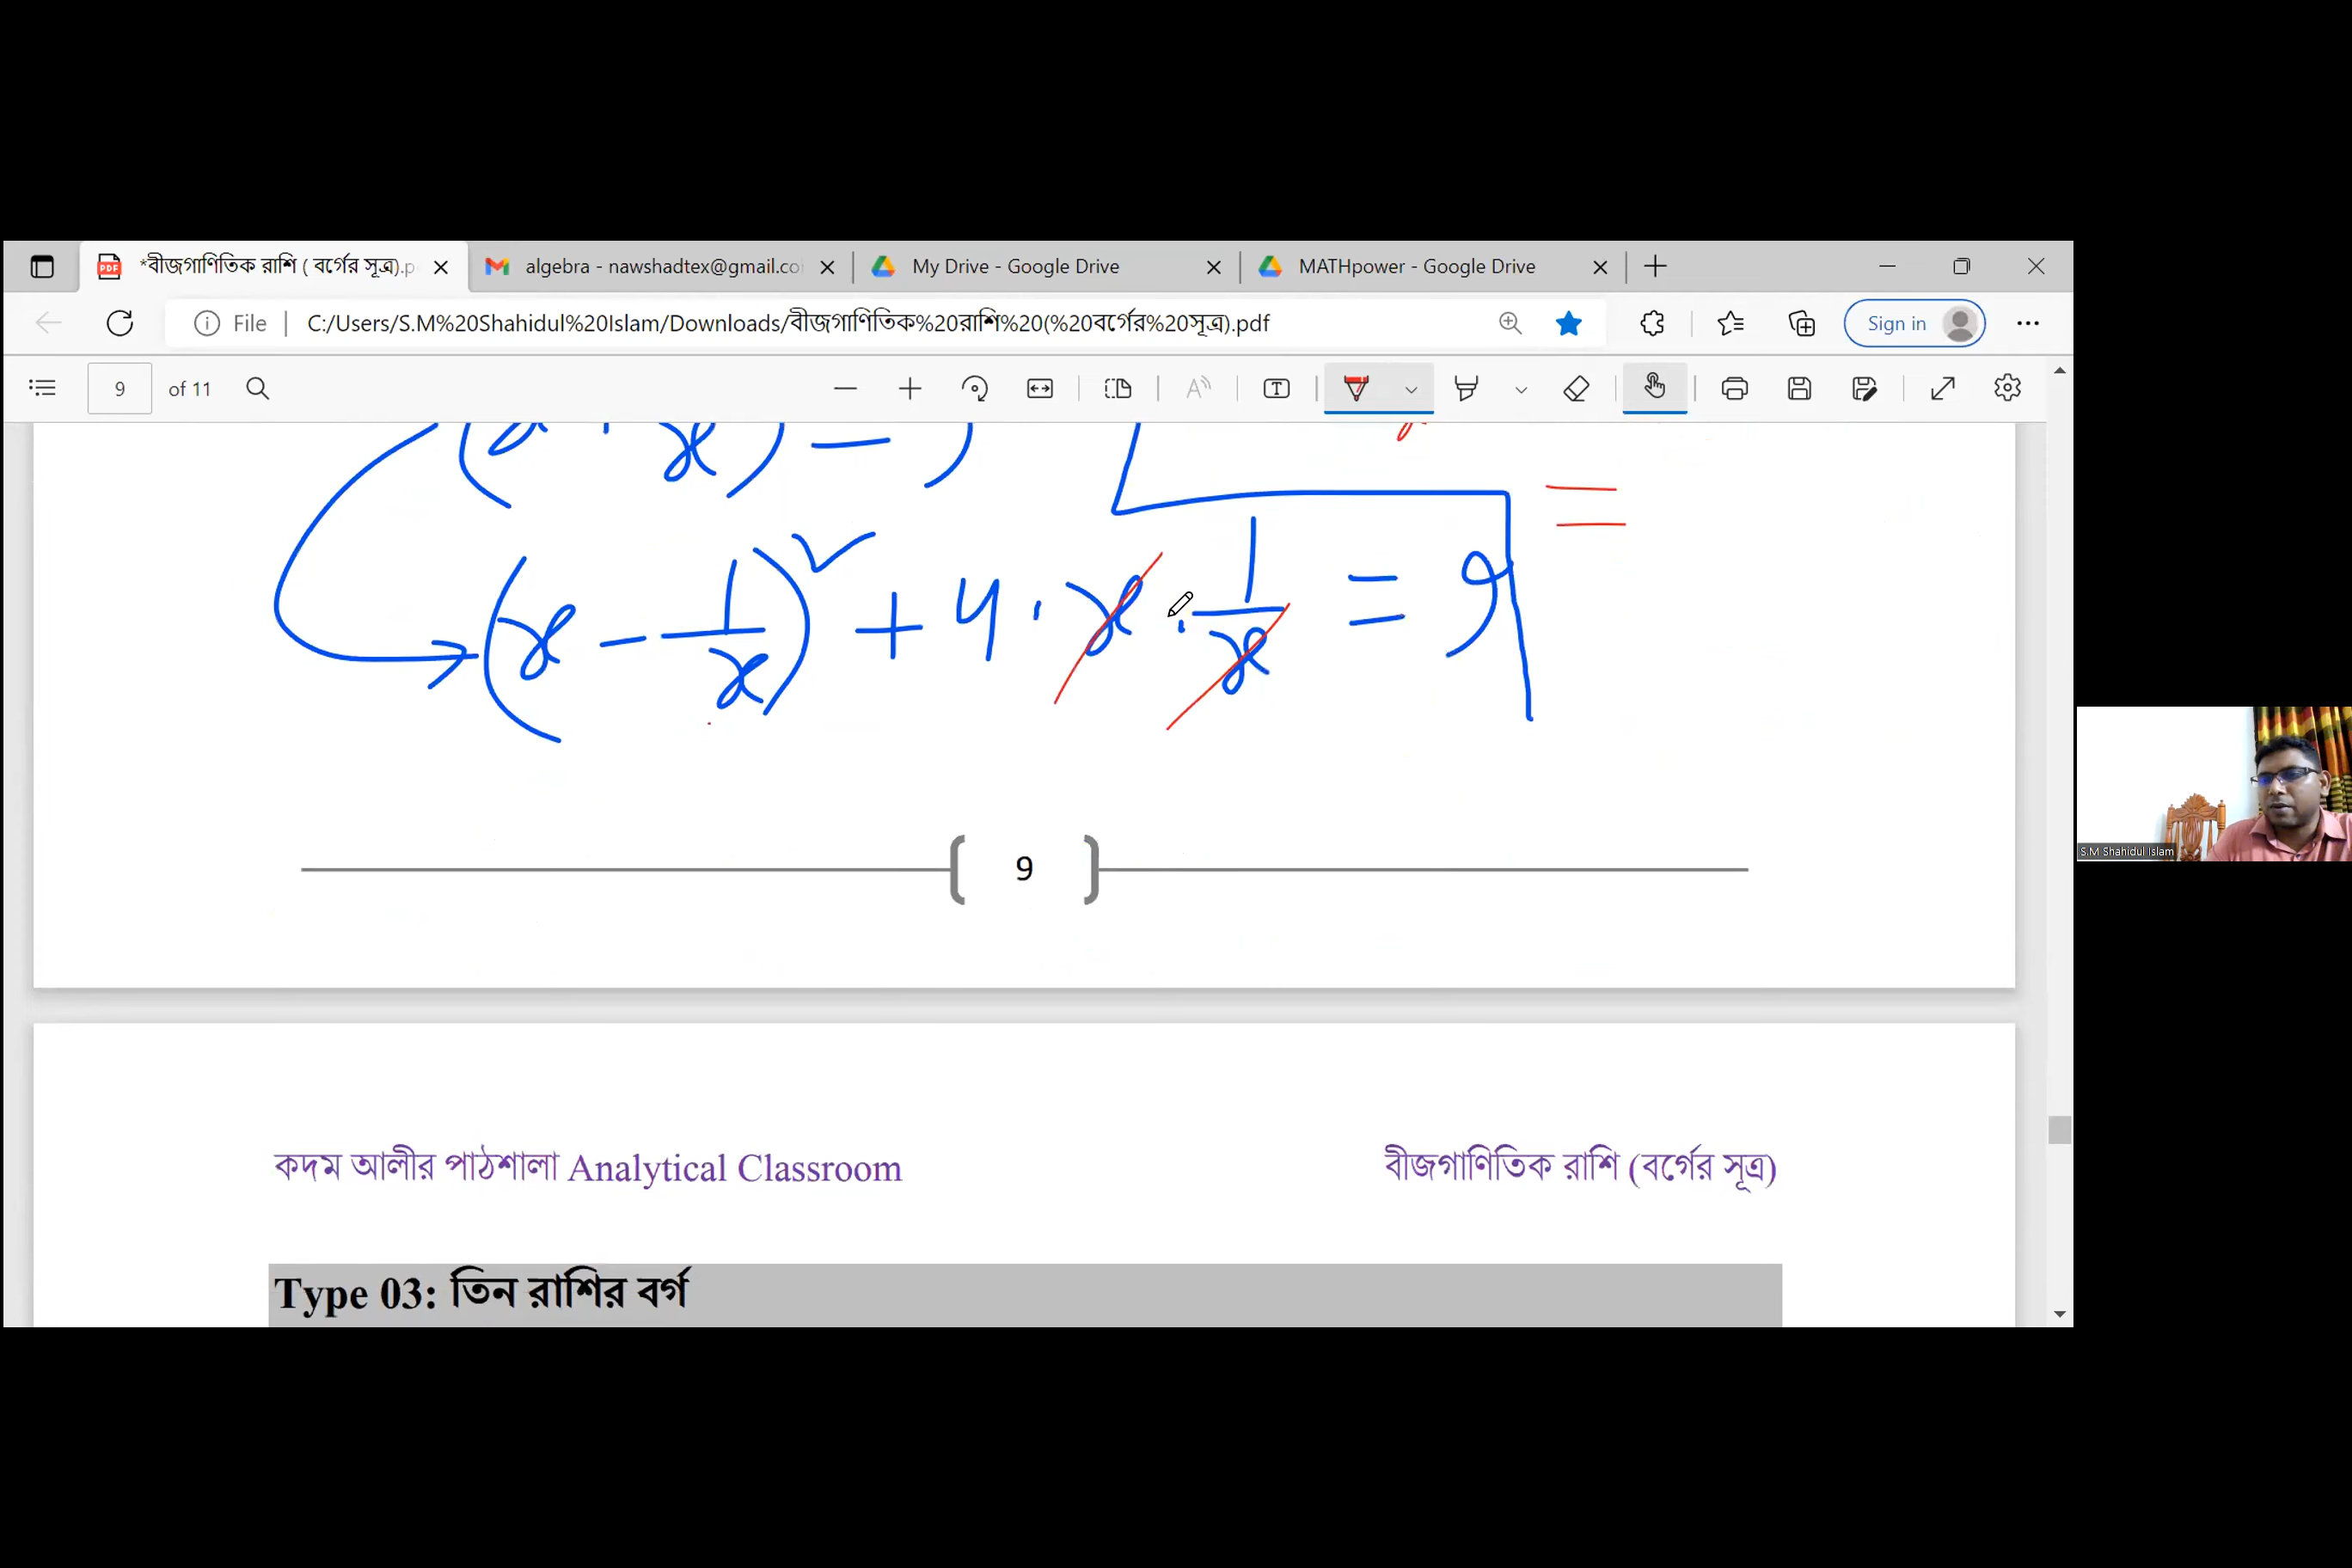 *বীজগাণিতিক রাশি ( বর্গের সূত্র).p
algebra - nawshadtex@gmail.co
My Drive - Google Drive
MATHpower - Google Drive
File C:/Users/S.M%20Shahidul%20Islam/Downloads/বীজগাণিতিক%20রাশি%20(%20বর্গের%20সূত্র).pdf
Sign in
9 of 11
(x - 1/x)² + 4 · x · 1/x = 9
S.M Shahidul Islam
9
কদম আলীর পাঠশালা Analytical Classroom
বীজগাণিতিক রাশি (বর্গের সূত্র)
Type 03: তিন রাশির বর্গ